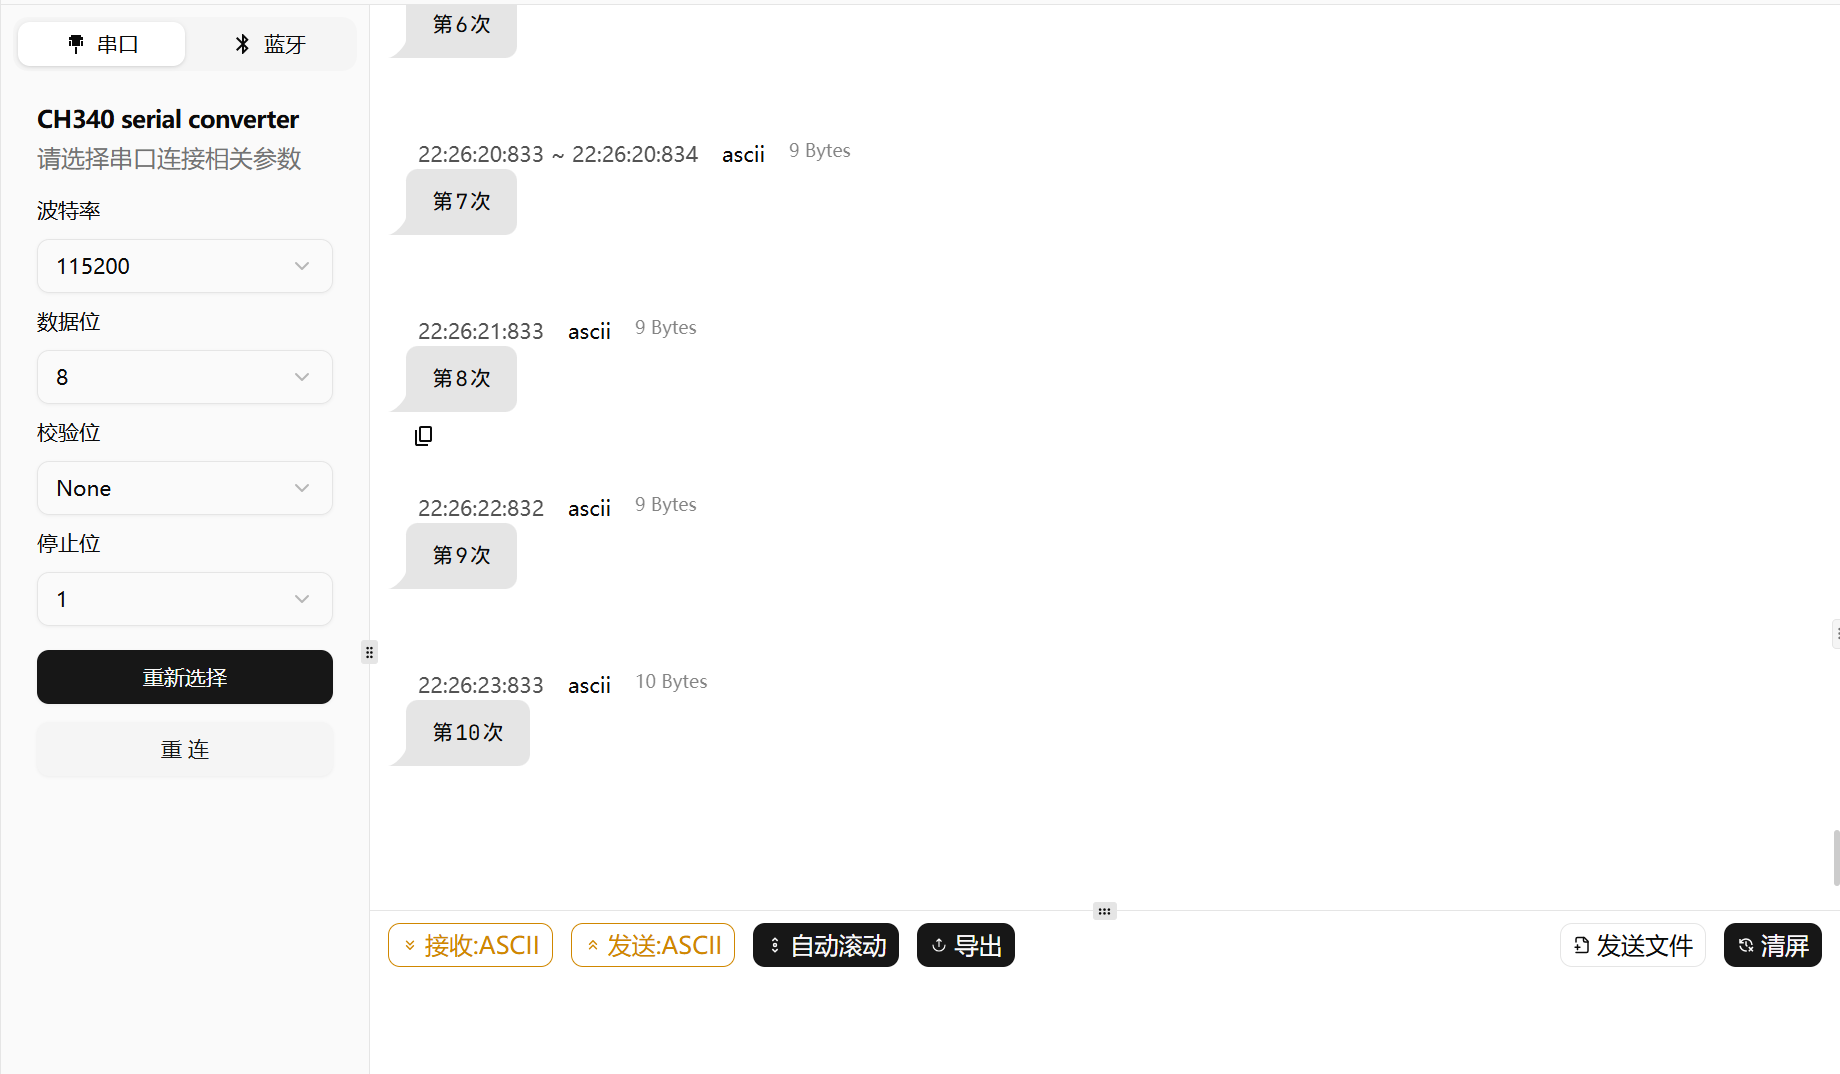 串口
蓝牙
CH340 serial converter
请选择串口连接相关参数
波特率
115200
数据位
8
校验位
None
停止位
1
重新选择
重 连
第6次
22:26:20:833 ~ 22:26:20:834 ascii 9 Bytes
第7次
22:26:21:833 ascii 9 Bytes
第8次
22:26:22:832 ascii 9 Bytes
第9次
22:26:23:833 ascii 10 Bytes
第10次
接收:ASCII
发送:ASCII
自动滚动
导出
发送文件
清屏